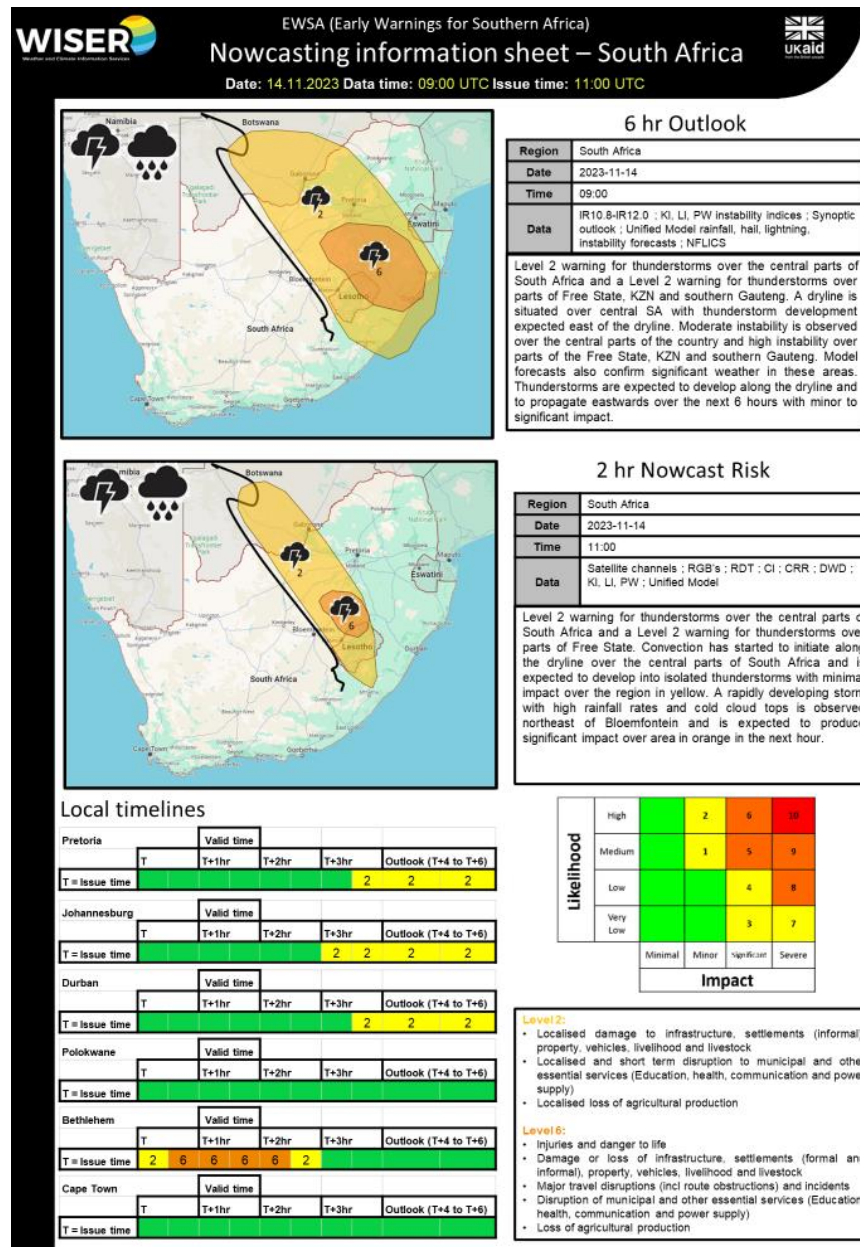 WISER
Weather and Climate Information Services
EWSA (Early Warnings for Southern Africa)
Nowcasting information sheet – South Africa
Date: 14.11.2023 Data time: 09:00 UTC Issue time: 11:00 UTC
UKaid
from the British people
Namibia
Botswana
Gaborone
Pretoria
Maputo
Eswatini
Kimberley
Bloemfontein
Lesotho
South Africa
Cape Town
Gqeberha
2
6
6 hr Outlook
Region South Africa
Date 2023-11-14
Time 09:00
Data IR10.8-IR12.0 ; KI, LI, PW instability indices ; Synoptic
outlook ; Unified Model rainfall, hail, lightning,
instability forecasts ; NFLICS
Level 2 warning for thunderstorms over the central parts of
South Africa and a Level 2 warning for thunderstorms over
parts of Free State, KZN and southern Gauteng. A dryline is
situated over central SA with thunderstorm development
expected east of the dryline. Moderate instability is observed
over the central parts of the country and high instability over
parts of the Free State, KZN and southern Gauteng. Model
forecasts also confirm significant weather in these areas.
Thunderstorms are expected to develop along the dryline and
to propagate eastwards over the next 6 hours with minor to
significant impact.
mibia
Botswana
Pretoria
Maputo
Eswatini
Kimberley
Bloem
Lesotho
Durban
South Africa
Cape Town
Gqeberha
2
6
2 hr Nowcast Risk
Region South Africa
Date 2023-11-14
Time 11:00
Data Satellite channels ; RGB's ; RDT ; CI ; CRR ; DWD ;
KI, LI, PW ; Unified Model
Level 2 warning for thunderstorms over the central parts o
South Africa and a Level 2 warning for thunderstorms ove
parts of Free State. Convection has started to initiate along
the dryline over the central parts of South Africa and i
expected to develop into isolated thunderstorms with minima
impact over the region in yellow. A rapidly developing storm
with high rainfall rates and cold cloud tops is observed
northeast of Bloemfontein and is expected to produce
significant impact over area in orange in the next hour.
Local timelines
Pretoria Valid time
T T+1hr T+2hr T+3hr Outlook (T+4 to T+6)
T = Issue time 2 2 2
Johannesburg Valid time
T T+1hr T+2hr T+3hr Outlook (T+4 to T+6)
T = Issue time 2 2 2 2
Durban Valid time
T T+1hr T+2hr T+3hr Outlook (T+4 to T+6)
T = Issue time 2 2 2
Polokwane Valid time
T T+1hr T+2hr T+3hr Outlook (T+4 to T+6)
T = Issue time
Bethlehem Valid time
T T+1hr T+2hr T+3hr Outlook (T+4 to T+6)
T = Issue time 2 6 6 6 6 2
Cape Town Valid time
T T+1hr T+2hr T+3hr Outlook (T+4 to T+6)
T = Issue time
Likelihood
High 2 6 10
Medium 1 5 9
Low 4 8
Very Low 3 7
Minimal Minor Significant Severe
Impact
Level 2:
• Localised damage to infrastructure, settlements (informal)
property, vehicles, livelihood and livestock
• Localised and short term disruption to municipal and othe
essential services (Education, health, communication and powe
supply)
• Localised loss of agricultural production
Level 6:
• Injuries and danger to life
• Damage or loss of infrastructure, settlements (formal an
informal), property, vehicles, livelihood and livestock
• Major travel disruptions (incl route obstructions) and incidents
• Disruption of municipal and other essential services (Education
health, communication and power supply)
• Loss of agricultural production